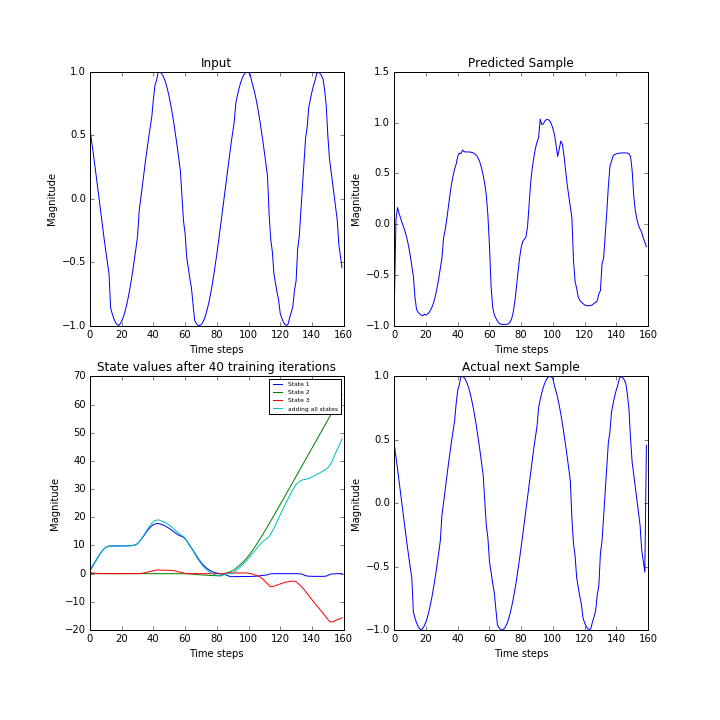 Input
1.0
0.5
0.0
−0.5
−1.0
0 20 40 60 80 100 120 140 160
Magnitude
Time steps
Predicted Sample
1.5
1.0
0.5
0.0
−0.5
−1.0
0 20 40 60 80 100 120 140 160
Magnitude
Time steps
State values after 40 training iterations
70
60
50
40
30
20
10
0
−10
−20
0 20 40 60 80 100 120 140 160
Magnitude
Time steps
State 1
State 2
State 3
adding all states
Actual next Sample
1.0
0.5
0.0
−0.5
−1.0
0 20 40 60 80 100 120 140 160
Magnitude
Time steps